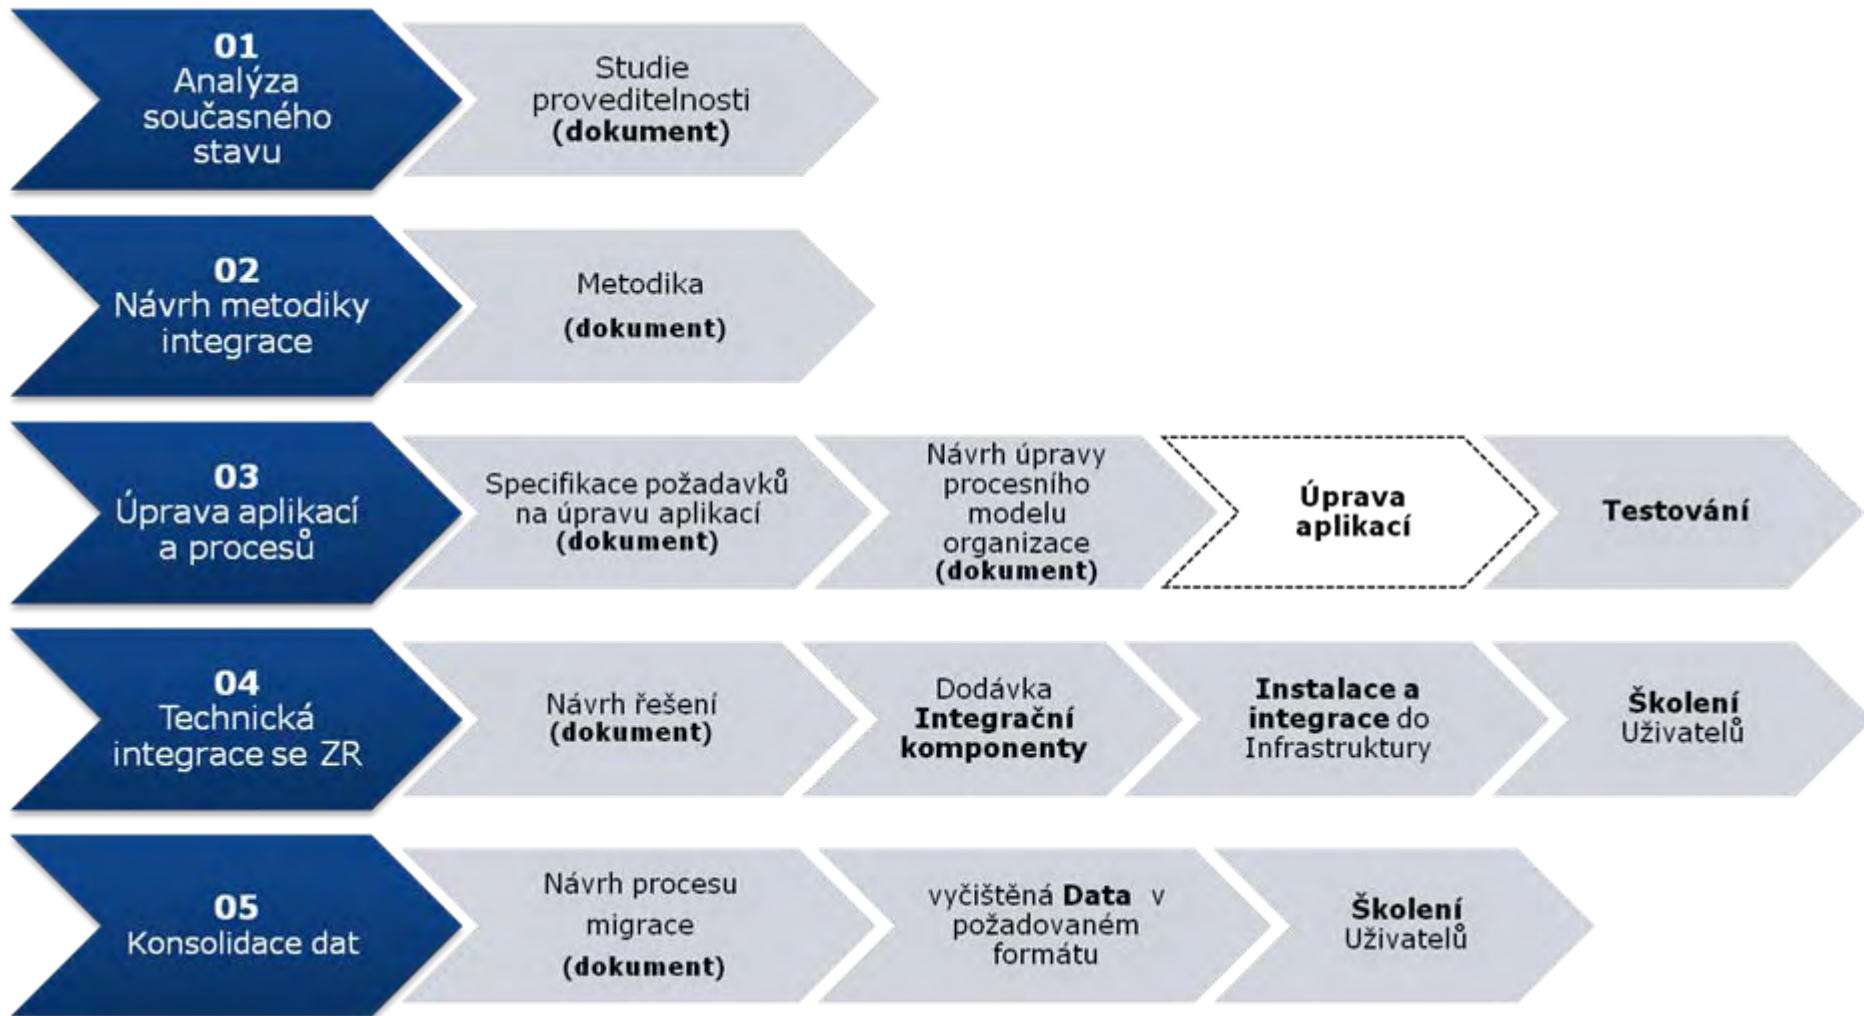 01
Analýza
současného
stavu
Studie
proveditelnosti
(dokument)
02
Návrh metodiky
integrace
Metodika
(dokument)
03
Úprava aplikací
a procesů
Specifikace požadavků
na úpravu aplikací
(dokument)
Návrh úpravy
procesního
modelu
organizace
(dokument)
Úprava
aplikací
Testování
04
Technická
integrace se ZR
Návrh řešení
(dokument)
Dodávka
Integrační
komponenty
Instalace a
integrace do
Infrastruktury
Školení
Uživatelů
05
Konsolidace dat
Návrh procesu
migrace
(dokument)
vyčištěná Data v
požadovaném
formátu
Školení
Uživatelů